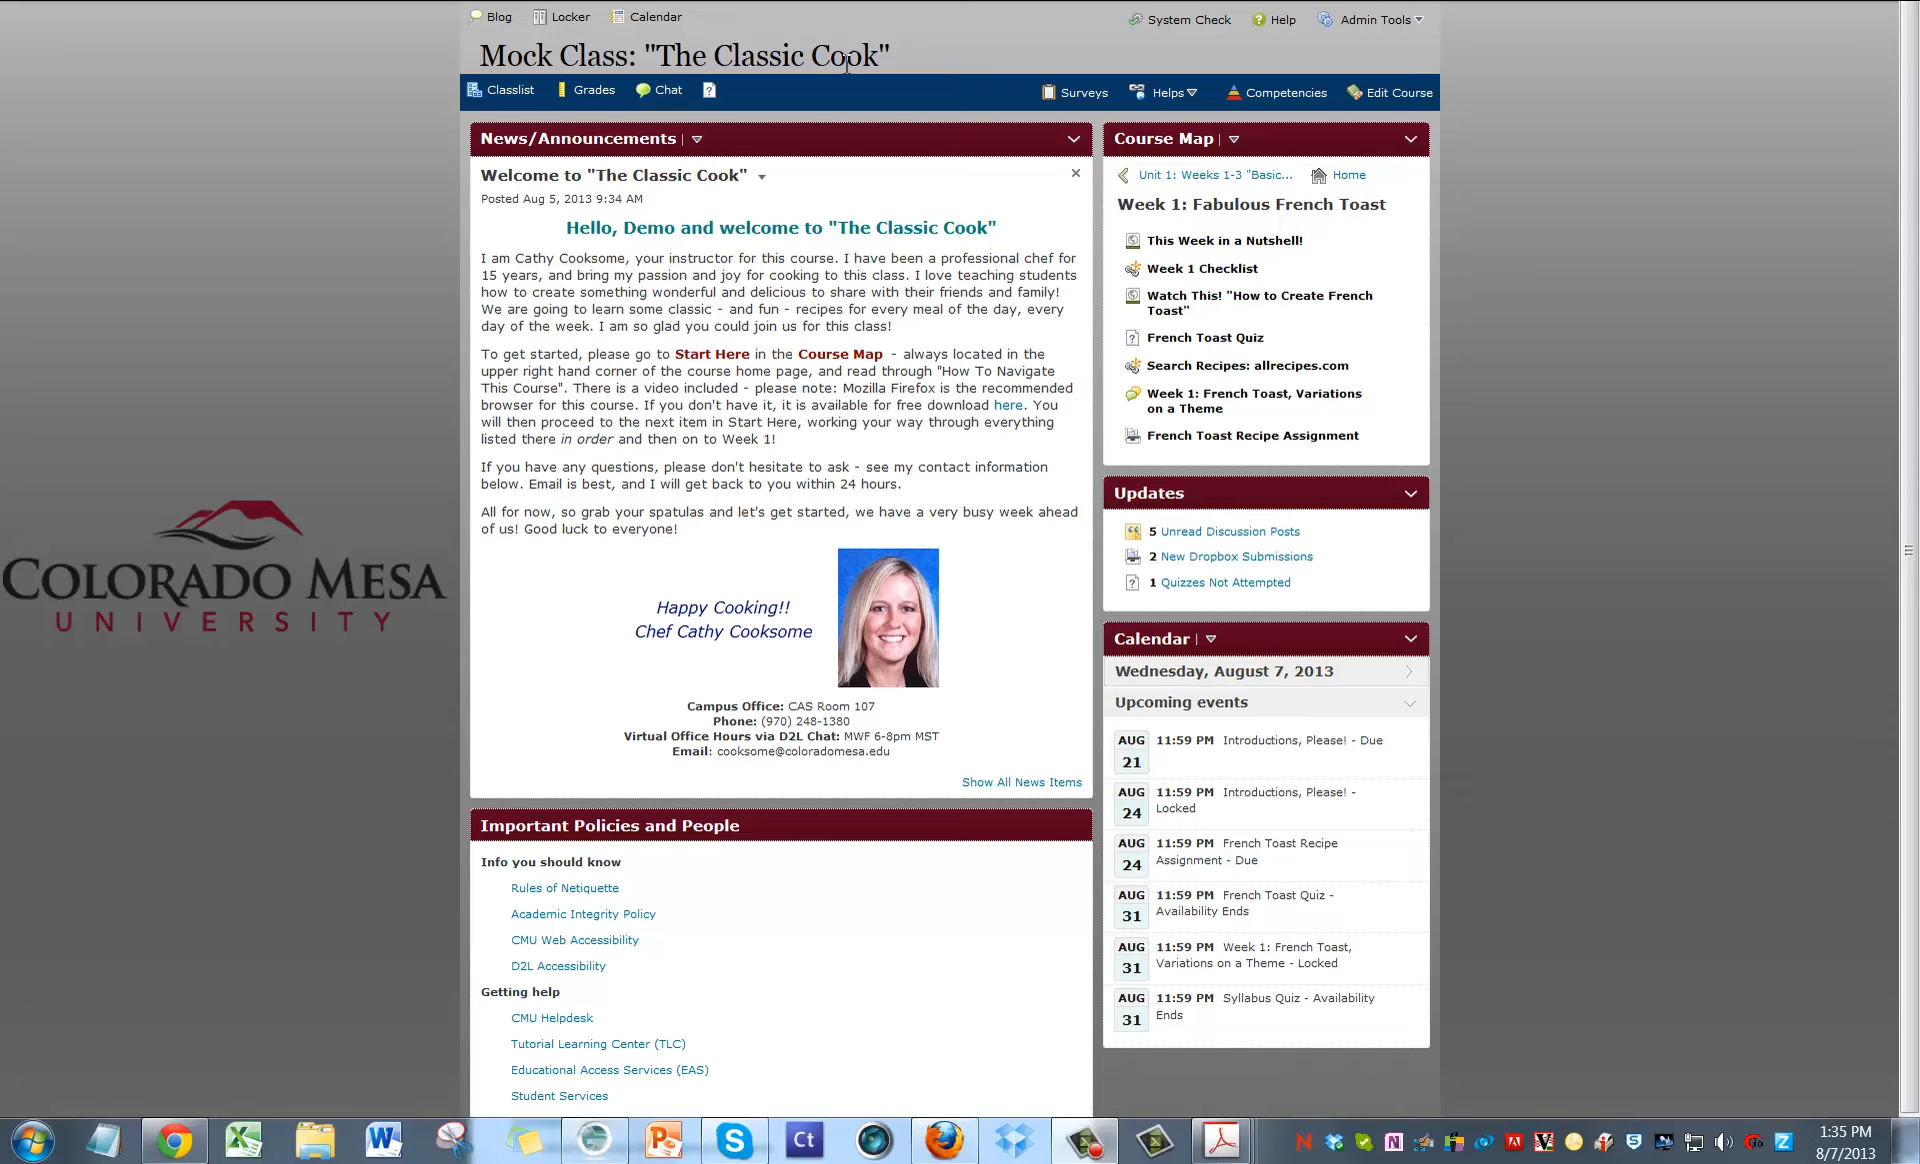 Blog Locker Calendar
System Check Help Admin Tools
Mock Class: "The Classic Cook"
Classlist Grades Chat
Surveys Helps Competencies Edit Course
News/Announcements
Welcome to "The Classic Cook"
Posted Aug 5, 2013 9:34 AM
Hello, Demo and welcome to "The Classic Cook"
I am Cathy Cooksome, your instructor for this course. I have been a professional chef for
15 years, and bring my passion and joy for cooking to this class. I love teaching students
how to create something wonderful and delicious to share with their friends and family!
We are going to learn some classic - and fun - recipes for every meal of the day, every
day of the week. I am so glad you could join us for this class!
To get started, please go to Start Here in the Course Map - always located in the
upper right hand corner of the course home page, and read through "How To Navigate
This Course". There is a video included - please note: Mozilla Firefox is the recommended
browser for this course. If you don't have it, it is available for free download here. You
will then proceed to the next item in Start Here, working your way through everything
listed there in order and then on to Week 1!
If you have any questions, please don't hesitate to ask - see my contact information
below. Email is best, and I will get back to you within 24 hours.
All for now, so grab your spatulas and let's get started, we have a very busy week ahead
of us! Good luck to everyone!
Happy Cooking!!
Chef Cathy Cooksome
Campus Office: CAS Room 107
Phone: (970) 248-1380
Virtual Office Hours via D2L Chat: MWF 6-8pm MST
Email: cooksome@coloradomesa.edu
Show All News Items
Important Policies and People
Info you should know
Rules of Netiquette
Academic Integrity Policy
CMU Web Accessibility
D2L Accessibility
Getting help
CMU Helpdesk
Tutorial Learning Center (TLC)
Educational Access Services (EAS)
Student Services
Course Map
Unit 1: Weeks 1-3 "Basic... Home
Week 1: Fabulous French Toast
This Week in a Nutshell!
Week 1 Checklist
Watch This! "How to Create French
Toast"
French Toast Quiz
Search Recipes: allrecipes.com
Week 1: French Toast, Variations
on a Theme
French Toast Recipe Assignment
Updates
5 Unread Discussion Posts
2 New Dropbox Submissions
1 Quizzes Not Attempted
Calendar
Wednesday, August 7, 2013
Upcoming events
AUG 11:59 PM Introductions, Please! - Due
21
AUG 11:59 PM Introductions, Please! -
24 Locked
AUG 11:59 PM French Toast Recipe
24 Assignment - Due
AUG 11:59 PM French Toast Quiz -
31 Availability Ends
AUG 11:59 PM Week 1: French Toast,
31 Variations on a Theme - Locked
AUG 11:59 PM Syllabus Quiz - Availability
31 Ends
COLORADO MESA
UNIVERSITY
Ct
1:35 PM
8/7/2013